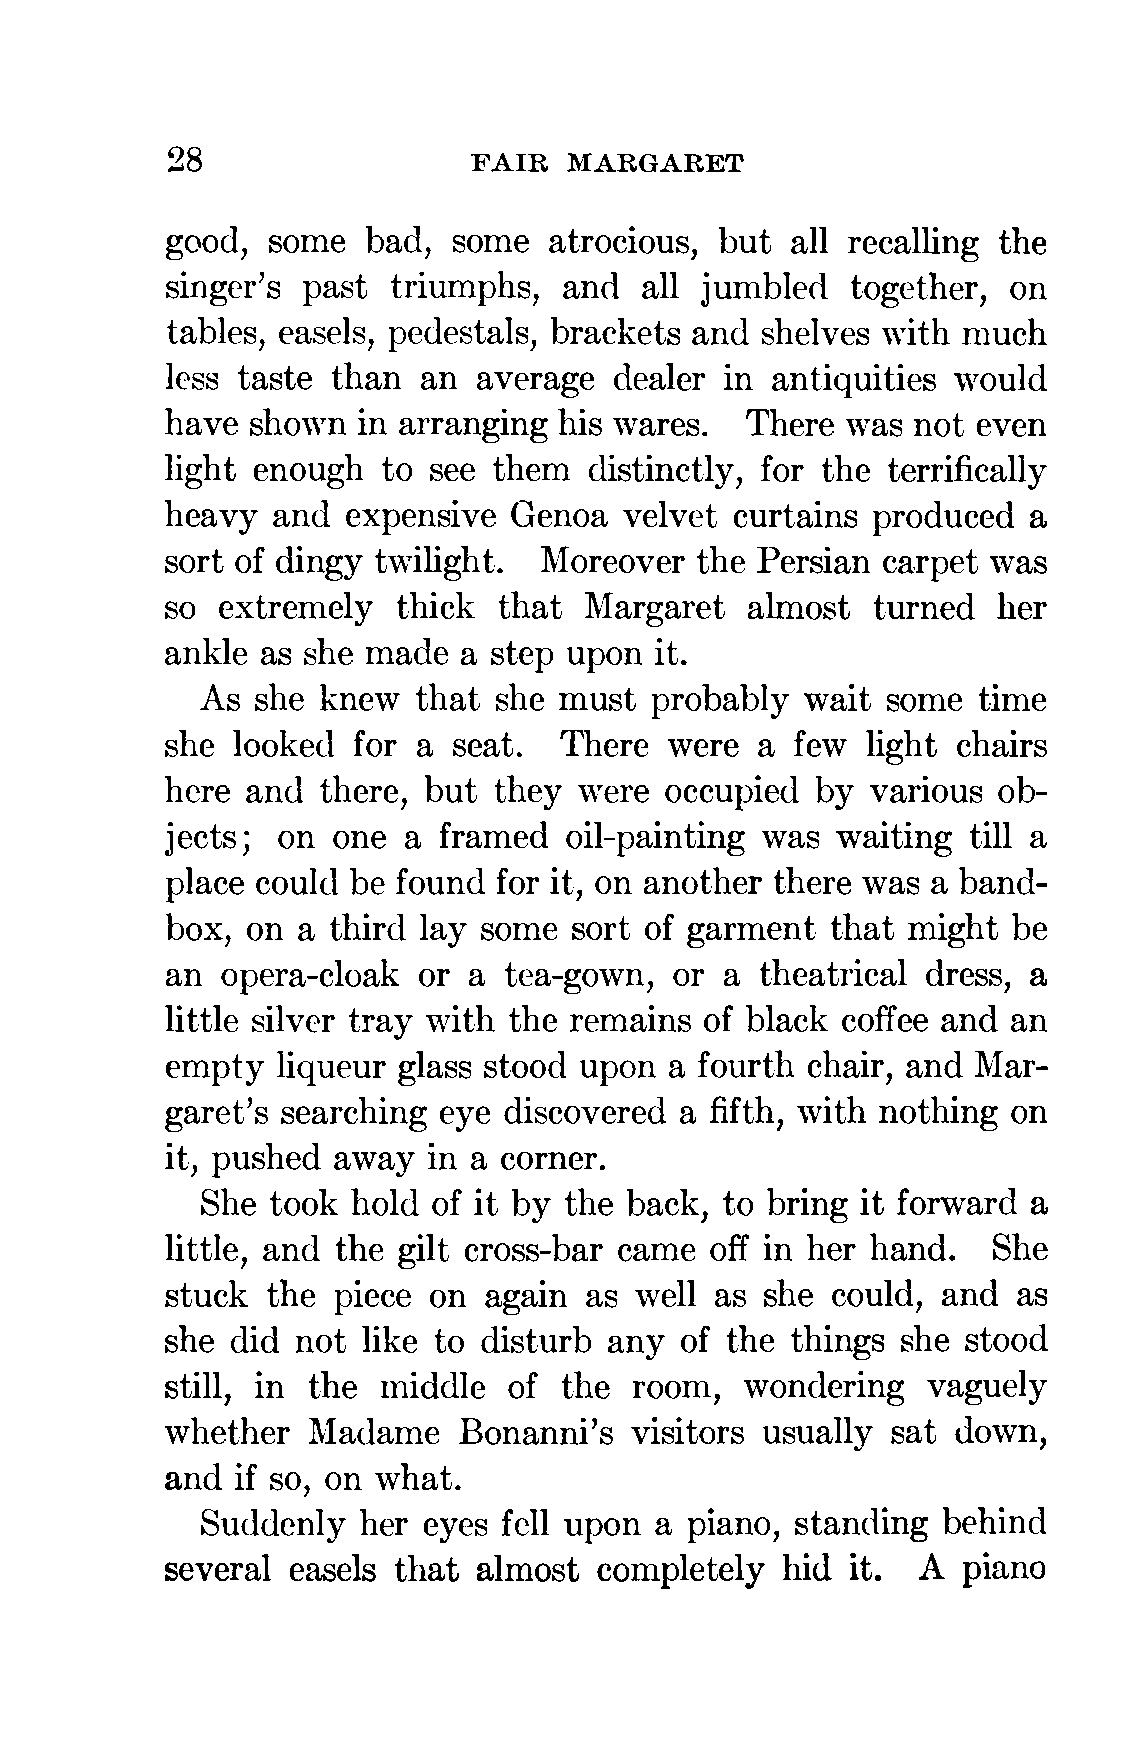 28 FAIR MARGARET
good, some bad, some atrocious, but all recalling the
singer's past triumphs, and all jumbled together, on
tables, easels, pedestals, brackets and shelves with much
less taste than an average dealer in antiquities would
have shown in arranging his wares. There was not even
light enough to see them distinctly, for the terrifically
heavy and expensive Genoa velvet curtains produced a
sort of dingy twilight. Moreover the Persian carpet was
so extremely thick that Margaret almost turned her
ankle as she made a step upon it.
As she knew that she must probably wait some time
she looked for a seat. There were a few light chairs
here and there, but they were occupied by various ob-
jects; on one a framed oil-painting was waiting till a
place could be found for it, on another there was a band-
box, on a third lay some sort of garment that might be
an opera-cloak or a tea-gown, or a theatrical dress, a
little silver tray with the remains of black coffee and an
empty liqueur glass stood upon a fourth chair, and Mar-
garet's searching eye discovered a fifth, with nothing on
it, pushed away in a corner.
She took hold of it by the back, to bring it forward a
little, and the gilt cross-bar came off in her hand. She
stuck the piece on again as well as she could, and as
she did not like to disturb any of the things she stood
still, in the middle of the room, wondering vaguely
whether Madame Bonanni's visitors usually sat down,
and if so, on what.
Suddenly her eyes fell upon a piano, standing behind
several easels that almost completely hid it. A piano